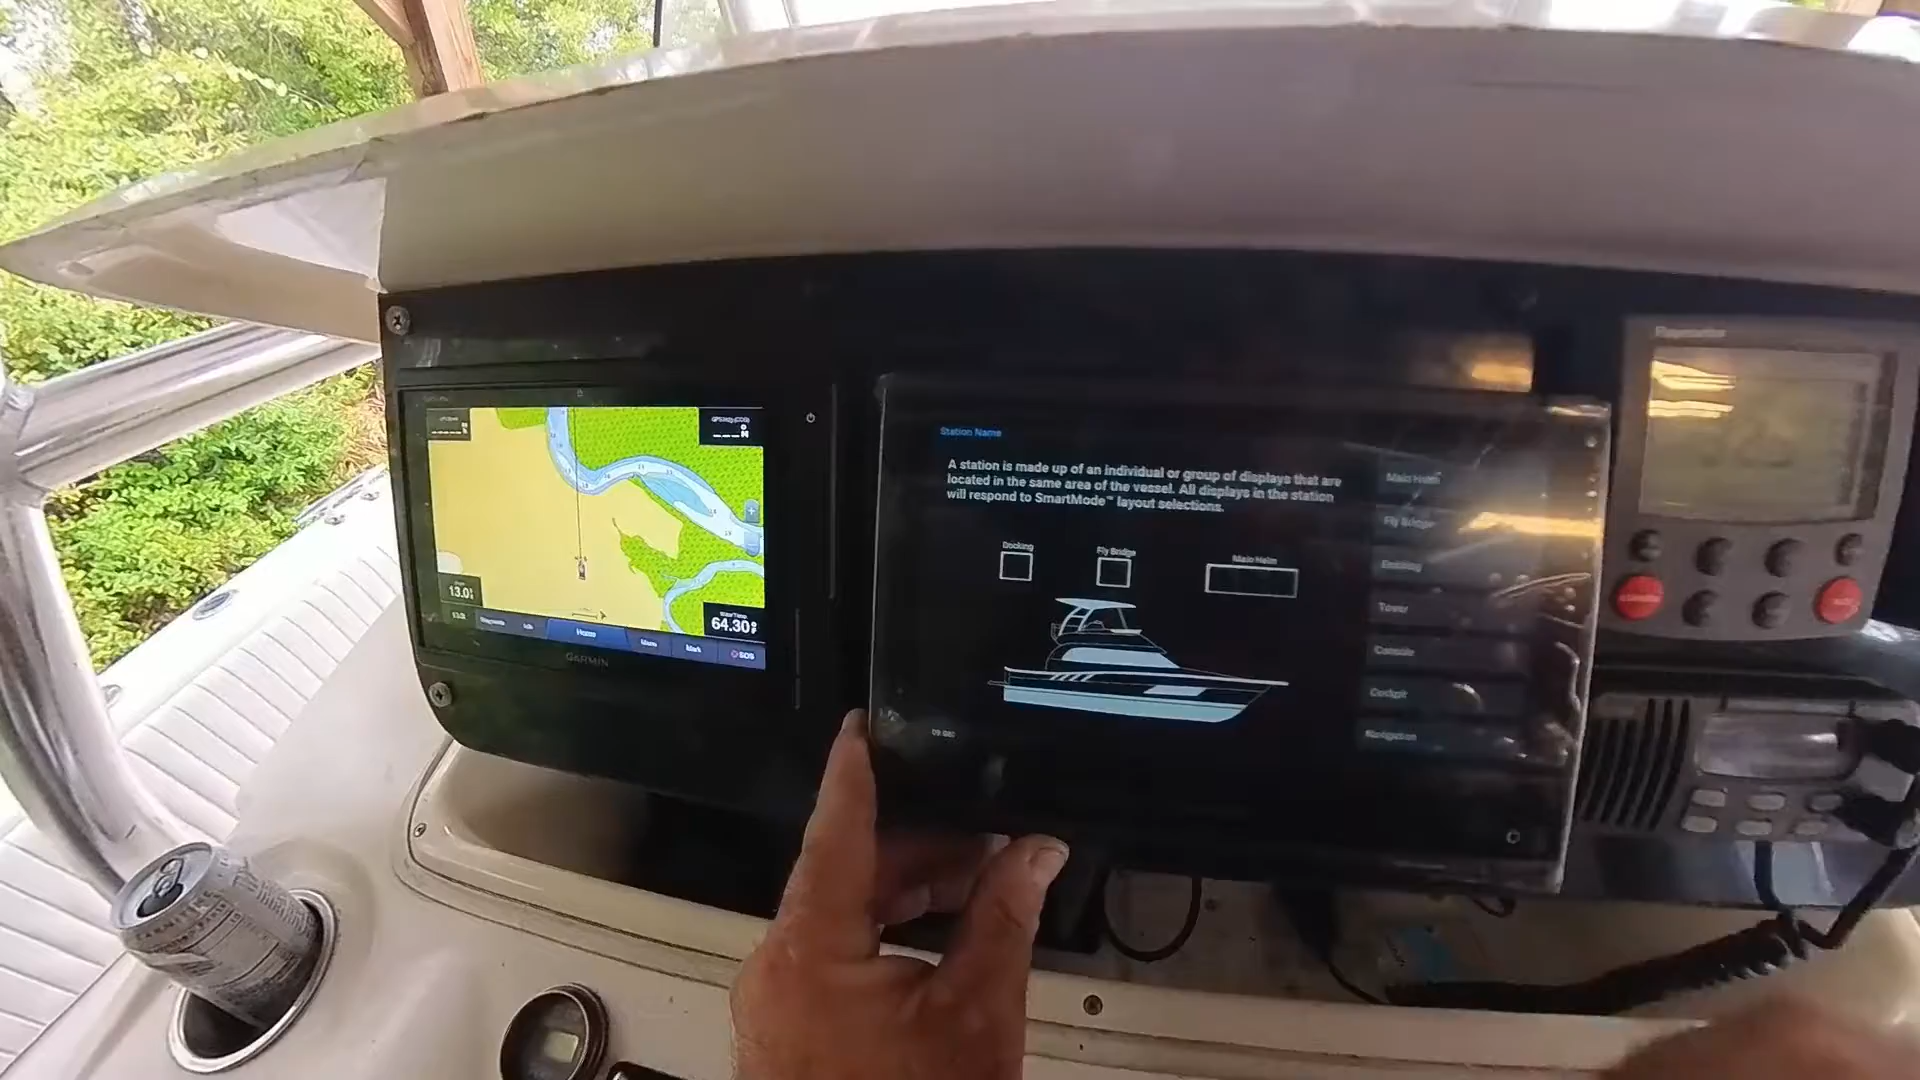 Station Name
A station is made up of an individual or group of displays that are
located in the same area of the vessel. All displays in the station
will respond to SmartMode™ layout selections.
Docking
Fly Bridge
Main Helm
Main Helm
Fly Bridge
Docking
Tower
Console
Cockpit
Navigation
13.0
64.30
Home
Menu
Mark
SOS
GARMIN
Raymarine